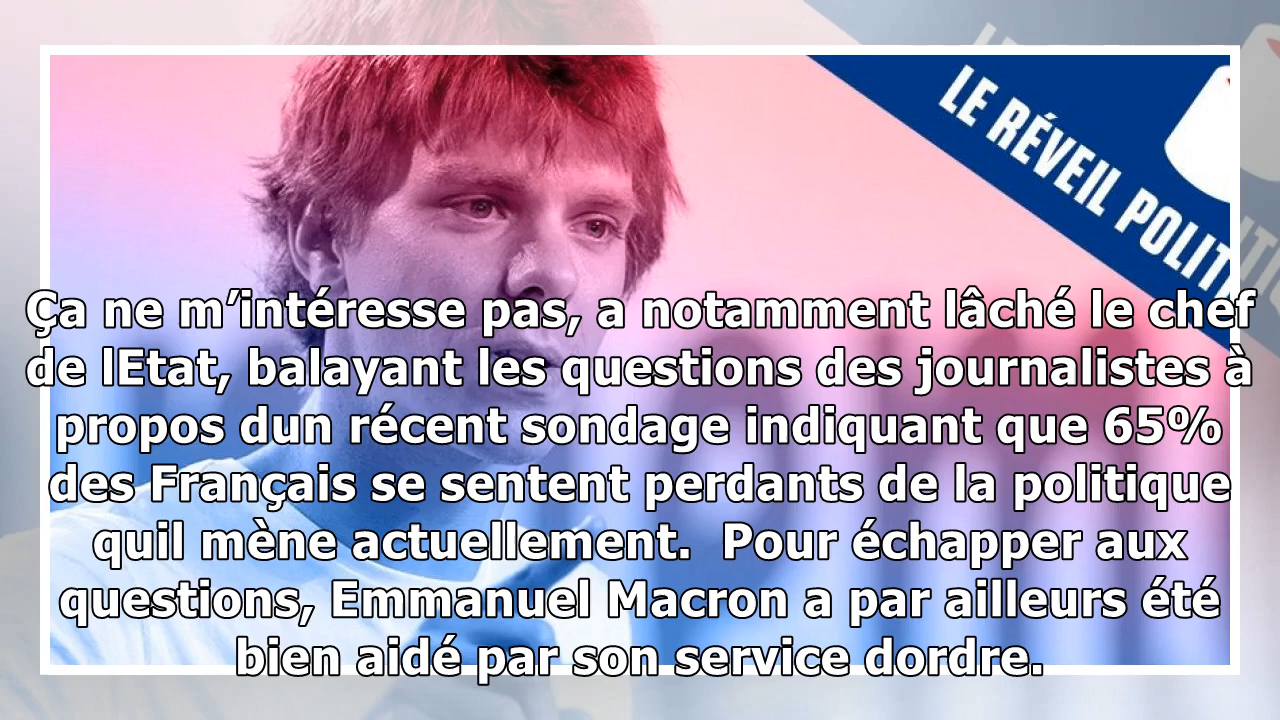 LE RÉVEIL POLIT
Ça ne m’intéresse pas, a notamment lâché le chef
de lEtat, balayant les questions des journalistes à
propos dun récent sondage indiquant que 65%
des Français se sentent perdants de la politique
quil mène actuellement.  Pour échapper aux
questions, Emmanuel Macron a par ailleurs été
bien aidé par son service dordre.